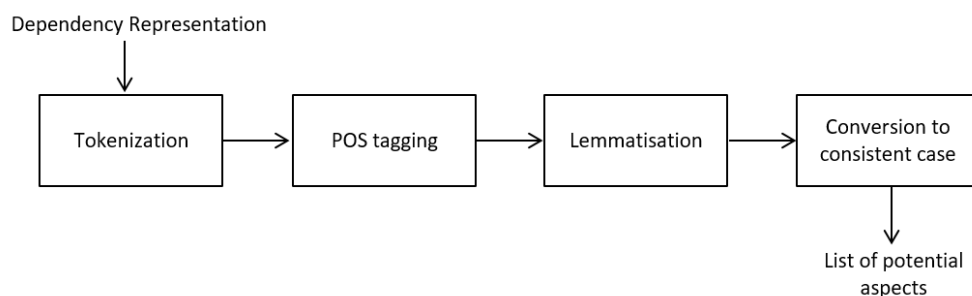 Dependency Representation
Tokenization
POS tagging
Lemmatisation
Conversion to
consistent case
List of potential
aspects